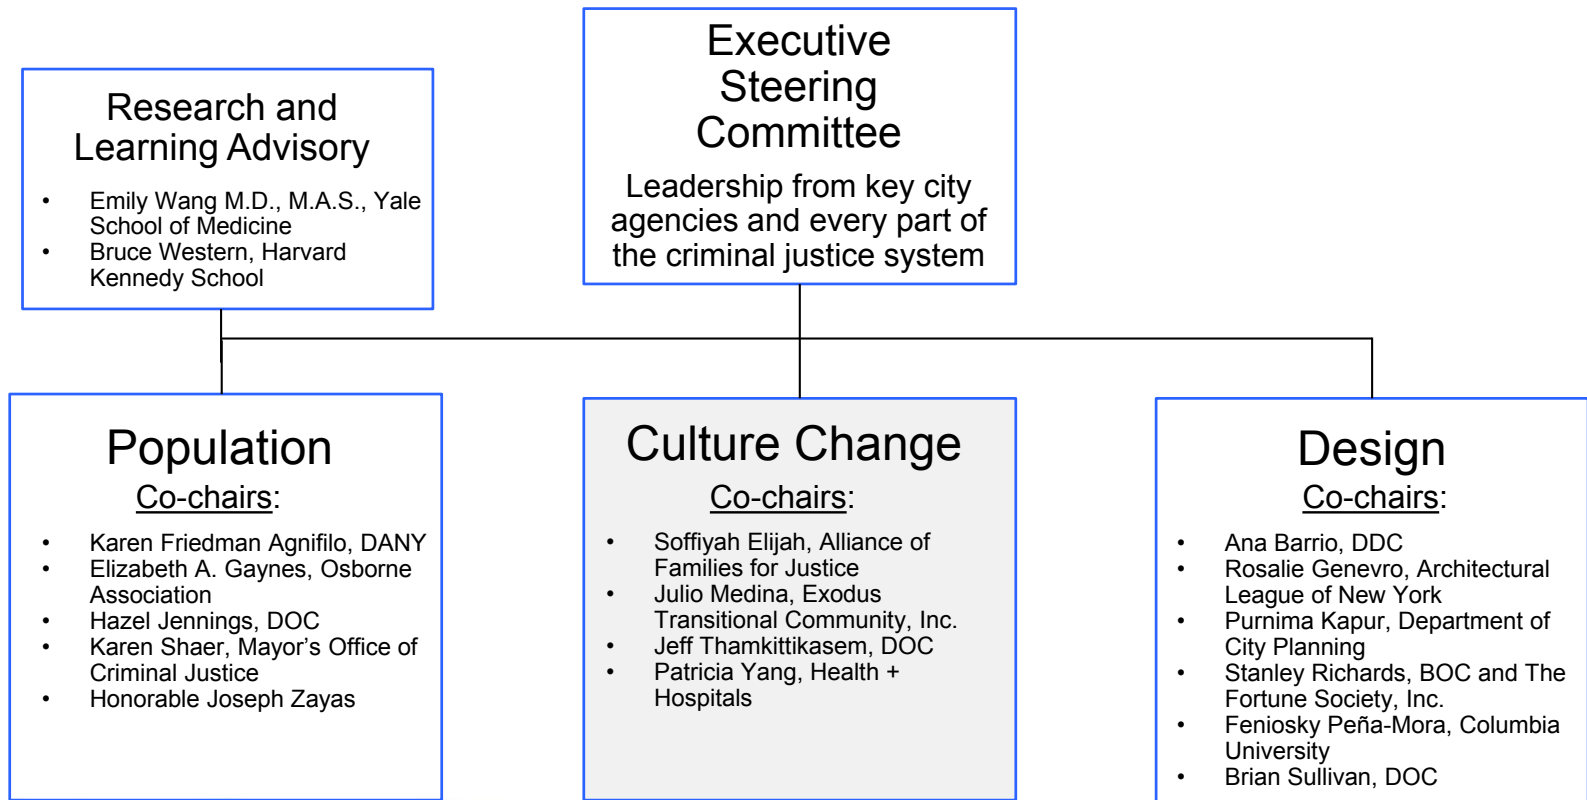 Research and
Learning Advisory
• Emily Wang M.D., M.A.S., Yale
School of Medicine
• Bruce Western, Harvard
Kennedy School
Executive
Steering
Committee
Leadership from key city
agencies and every part of
the criminal justice system
Population
Co-chairs:
• Karen Friedman Agnifilo, DANY
• Elizabeth A. Gaynes, Osborne
Association
• Hazel Jennings, DOC
• Karen Shaer, Mayor’s Office of
Criminal Justice
• Honorable Joseph Zayas
Culture Change
Co-chairs:
• Soffiyah Elijah, Alliance of
Families for Justice
• Julio Medina, Exodus
Transitional Community, Inc.
• Jeff Thamkittikasem, DOC
• Patricia Yang, Health +
Hospitals
Design
Co-chairs:
• Ana Barrio, DDC
• Rosalie Genevro, Architectural
League of New York
• Purnima Kapur, Department of
City Planning
• Stanley Richards, BOC and The
Fortune Society, Inc.
• Feniosky Peña-Mora, Columbia
University
• Brian Sullivan, DOC